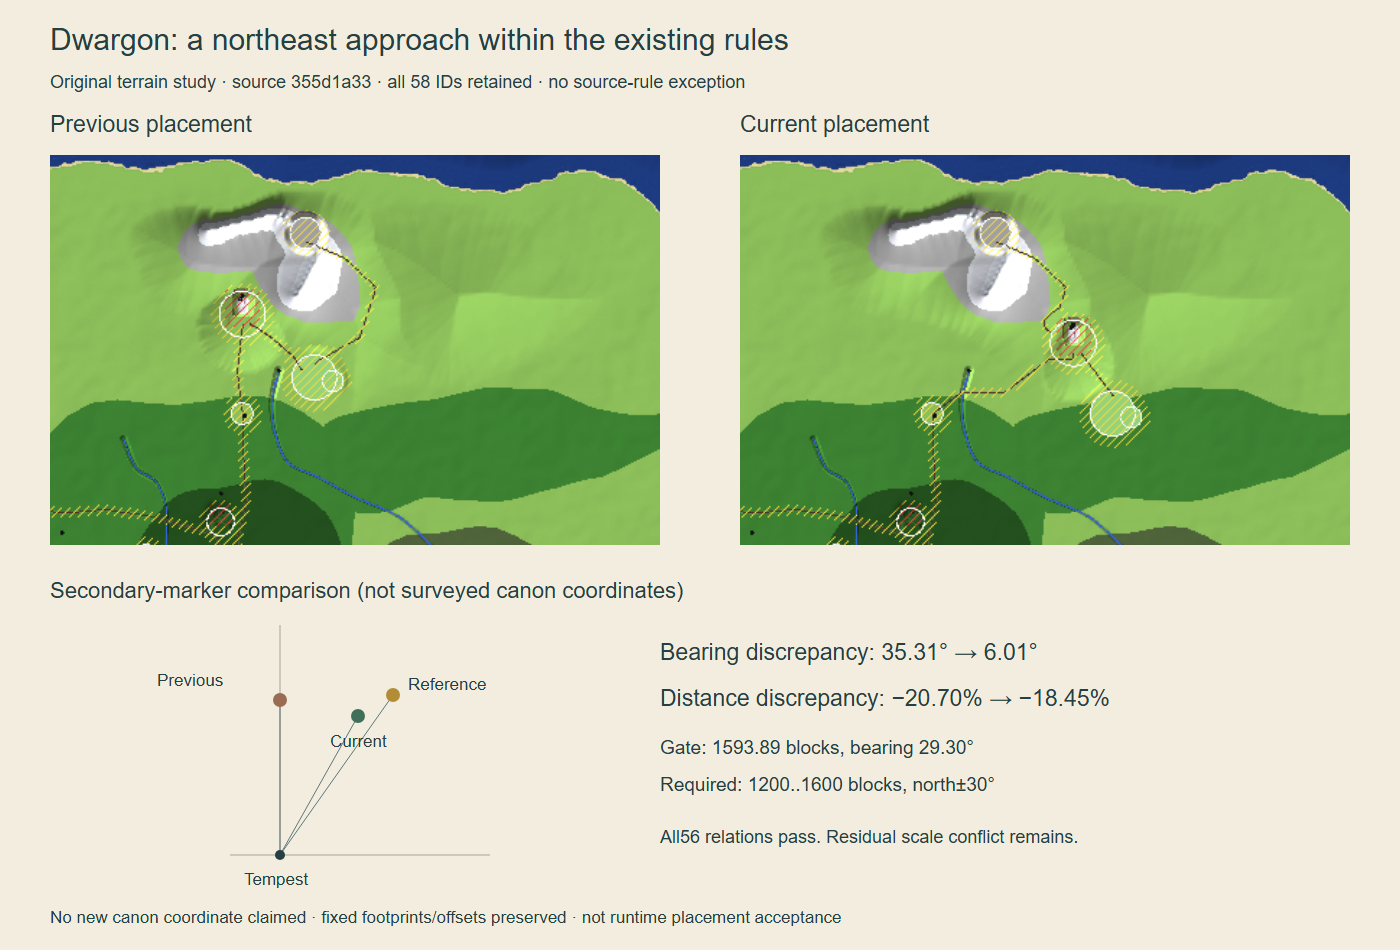 Dwargon: a northeast approach within the existing rules
Original terrain study · source 355d1a33 · all 58 IDs retained · no source-rule exception
Previous placement
Current placement
Secondary-marker comparison (not surveyed canon coordinates)
Previous
Reference
Current
Tempest
Bearing discrepancy: 35.31° → 6.01°
Distance discrepancy: −20.70% → −18.45%
Gate: 1593.89 blocks, bearing 29.30°
Required: 1200..1600 blocks, north±30°
All56 relations pass. Residual scale conflict remains.
No new canon coordinate claimed · fixed footprints/offsets preserved · not runtime placement acceptance